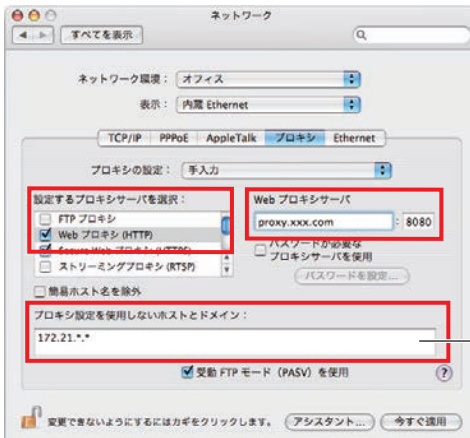 ネットワーク
すべてを表示
ネットワーク環境： オフィス
表示： 内蔵 Ethernet
TCP/IP PPPoE AppleTalk プロキシ Ethernet
プロキシの設定： 手入力
設定するプロキシサーバを選択：
FTP プロキシ
Web プロキシ (HTTP)
Secure Web プロキシ (HTTPS)
ストリーミングプロキシ (RTSP)
Web プロキシサーバ
proxy.xxx.com : 8080
パスワードが必要な
プロキシサーバを使用
パスワードを設定...
簡易ホスト名を除外
プロキシ設定を使用しないホストとドメイン：
172.21.*.*
受動 FTP モード（PASV）を使用
?
変更できないようにするにはカギをクリックします。 アシスタント... 今すぐ適用